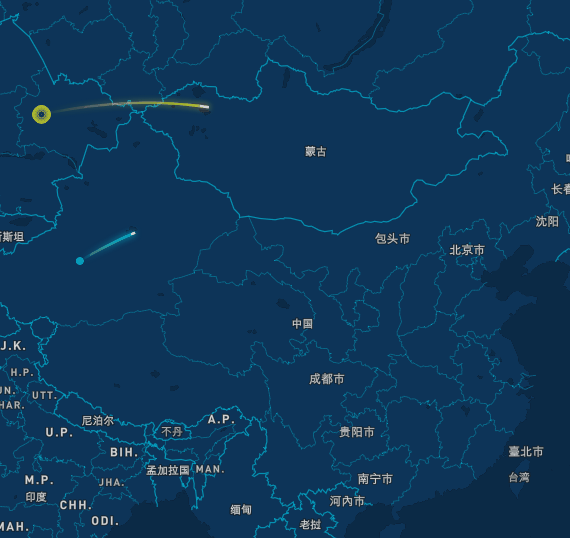 蒙古
长春
沈阳
斯坦
包头市
北京市
中国
J.K.
H.P.
成都市
UTT.
HAR.
尼泊尔
A.P.
U.P.
不丹
贵阳市
BIH.
臺北市
孟加拉国
MAN.
M.P.
JHA.
南宁市
台湾
印度
河內市
CHH.
缅甸
ODI.
老挝
MAH.